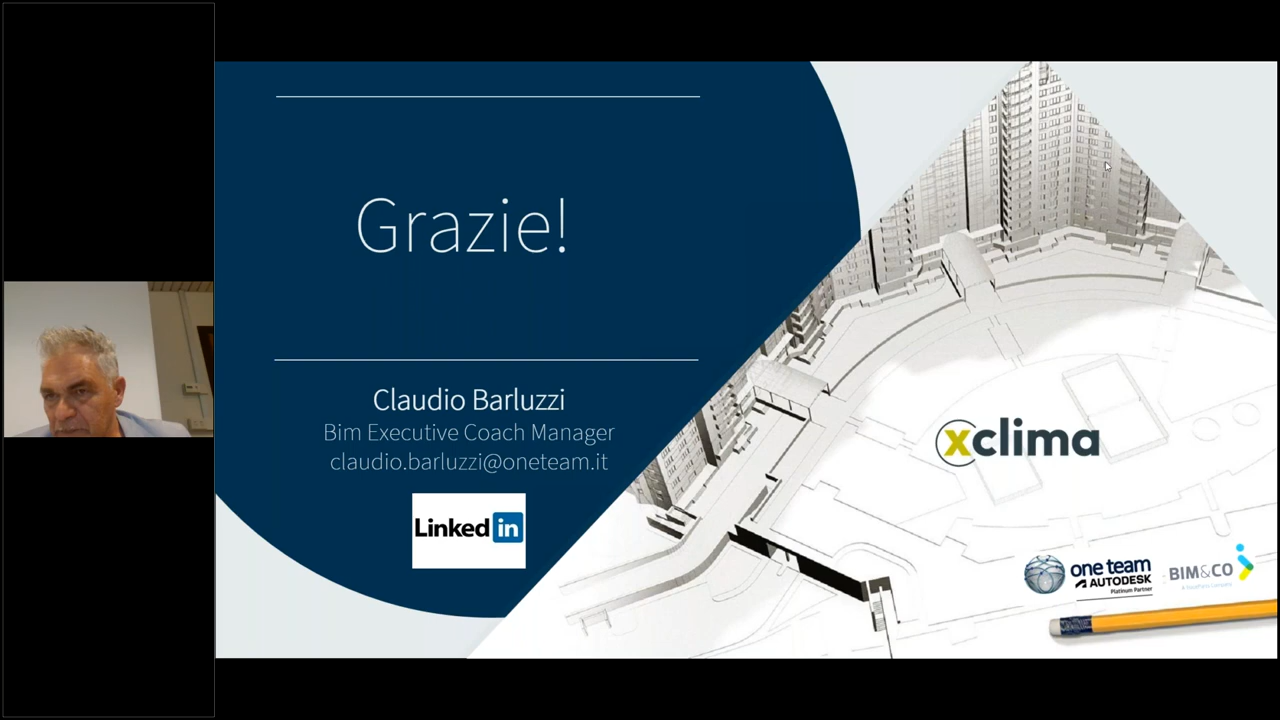 Grazie!
Claudio Barluzzi
Bim Executive Coach Manager
claudio.barluzzi@oneteam.it
Linked in
xclima
one team
AUTODESK
Platinum Partner
BIM&CO